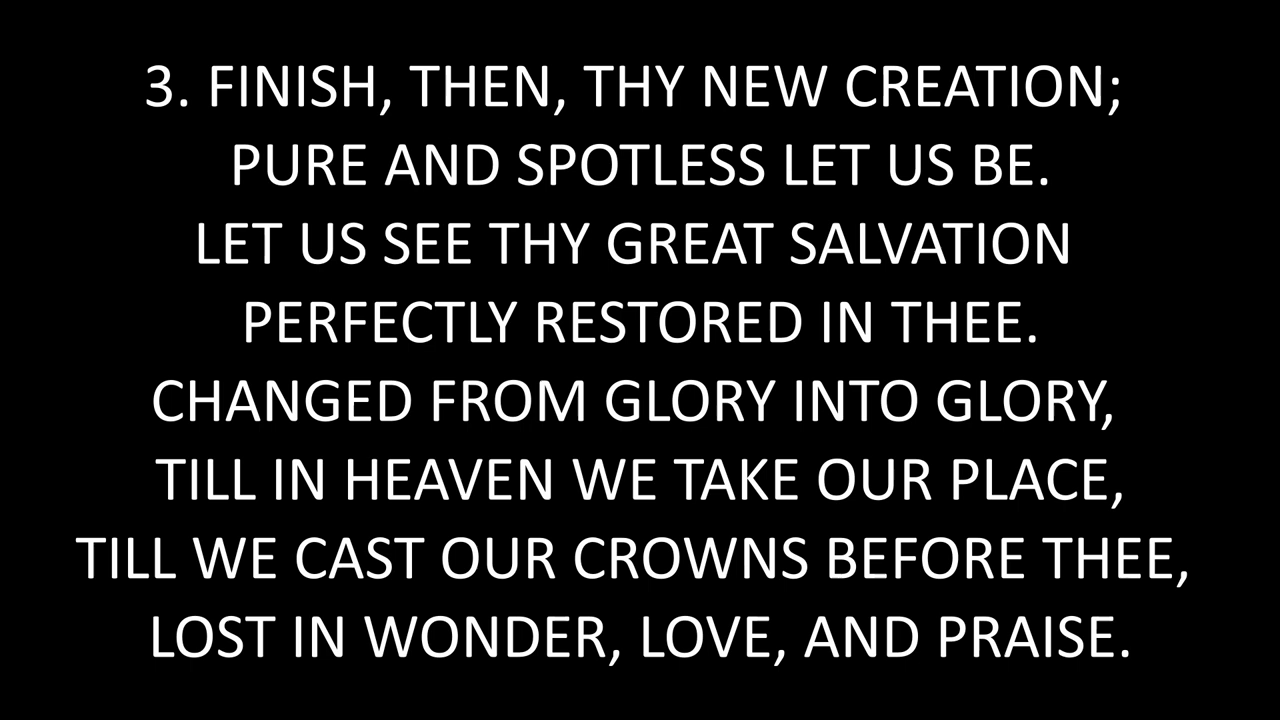 3. FINISH, THEN, THY NEW CREATION;
PURE AND SPOTLESS LET US BE.
LET US SEE THY GREAT SALVATION
PERFECTLY RESTORED IN THEE.
CHANGED FROM GLORY INTO GLORY,
TILL IN HEAVEN WE TAKE OUR PLACE,
TILL WE CAST OUR CROWNS BEFORE THEE,
LOST IN WONDER, LOVE, AND PRAISE.